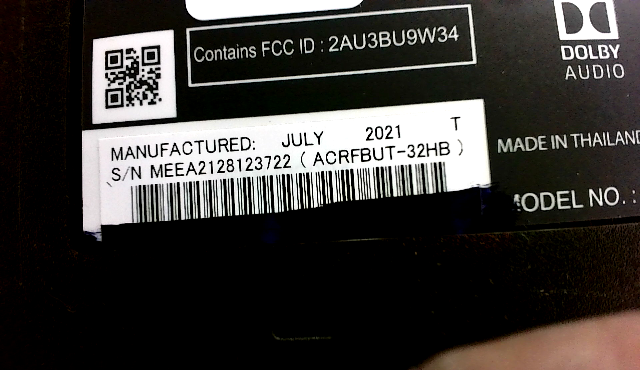 Contains FCC ID : 2AU3BU9W34
DOLBY
AUDIO
MANUFACTURED: JULY 2021 T
S/N MEEA2128123722 ( ACRFBUT-32HB )
MADE IN THAILAND
MODEL NO. :